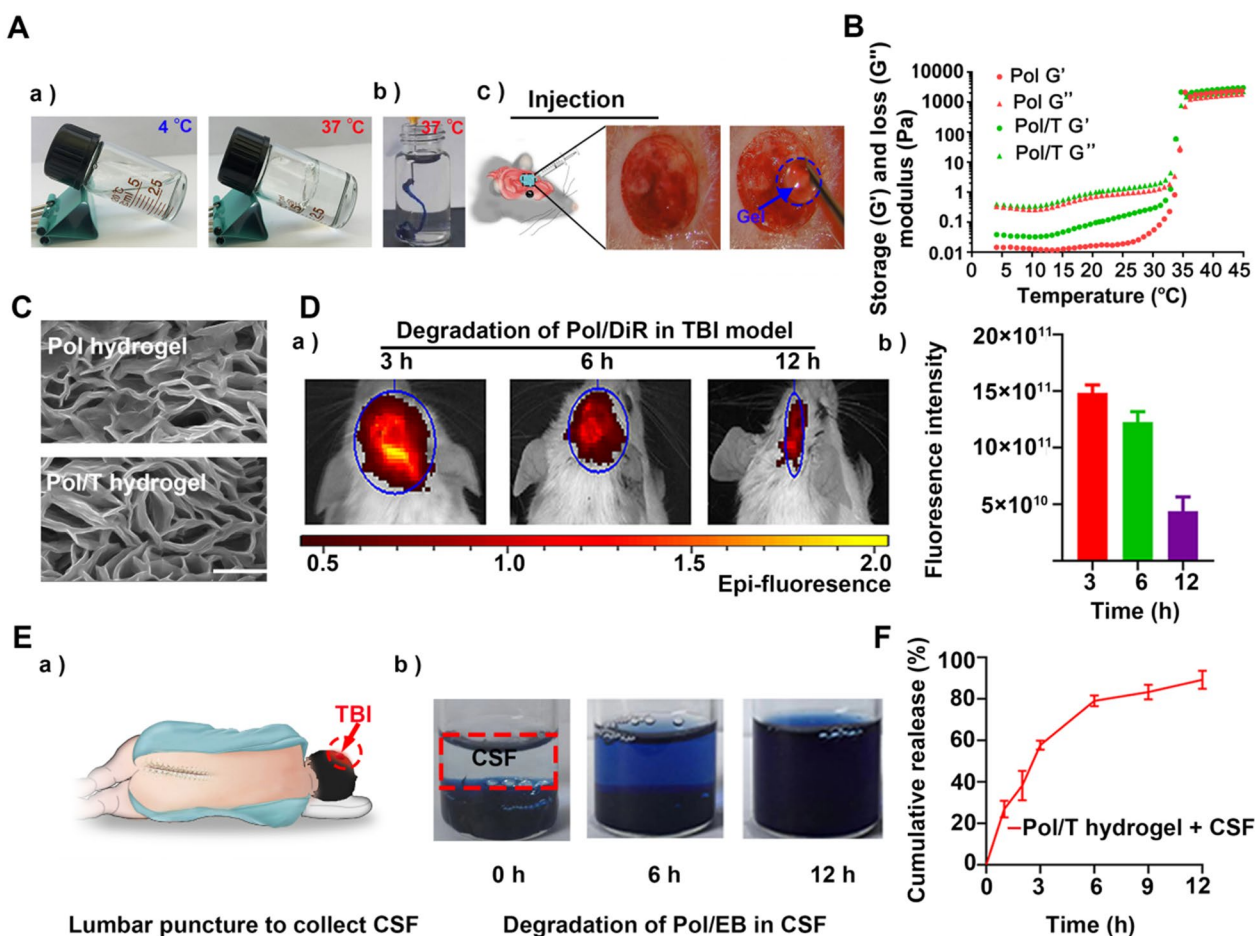 A
a )
4 °C
37 °C
b )
37 °C
c )
Injection
Gel
B
Storage (G') and loss (G'')
modulus (Pa)
10000
1000
100
10
1
0.1
0.01
Pol G'
Pol G''
Pol/T G'
Pol/T G''
0 5 10 15 20 25 30 35 40 45
Temperature (°C)
C
Pol hydrogel
Pol/T hydrogel
D
a )
Degradation of Pol/DiR in TBI model
3 h
6 h
12 h
0.5 1.0 1.5 2.0
Epi-fluoresence
b )
Fluoresence intensity
20×10¹¹
15×10¹¹
10×10¹¹
5×10¹⁰
3 6 12
Time (h)
E
a )
TBI
Lumbar puncture to collect CSF
b )
CSF
0 h
6 h
12 h
Degradation of Pol/EB in CSF
F
Cumulative realease (%)
100
80
60
40
20
0
Pol/T hydrogel + CSF
0 3 6 9 12
Time (h)